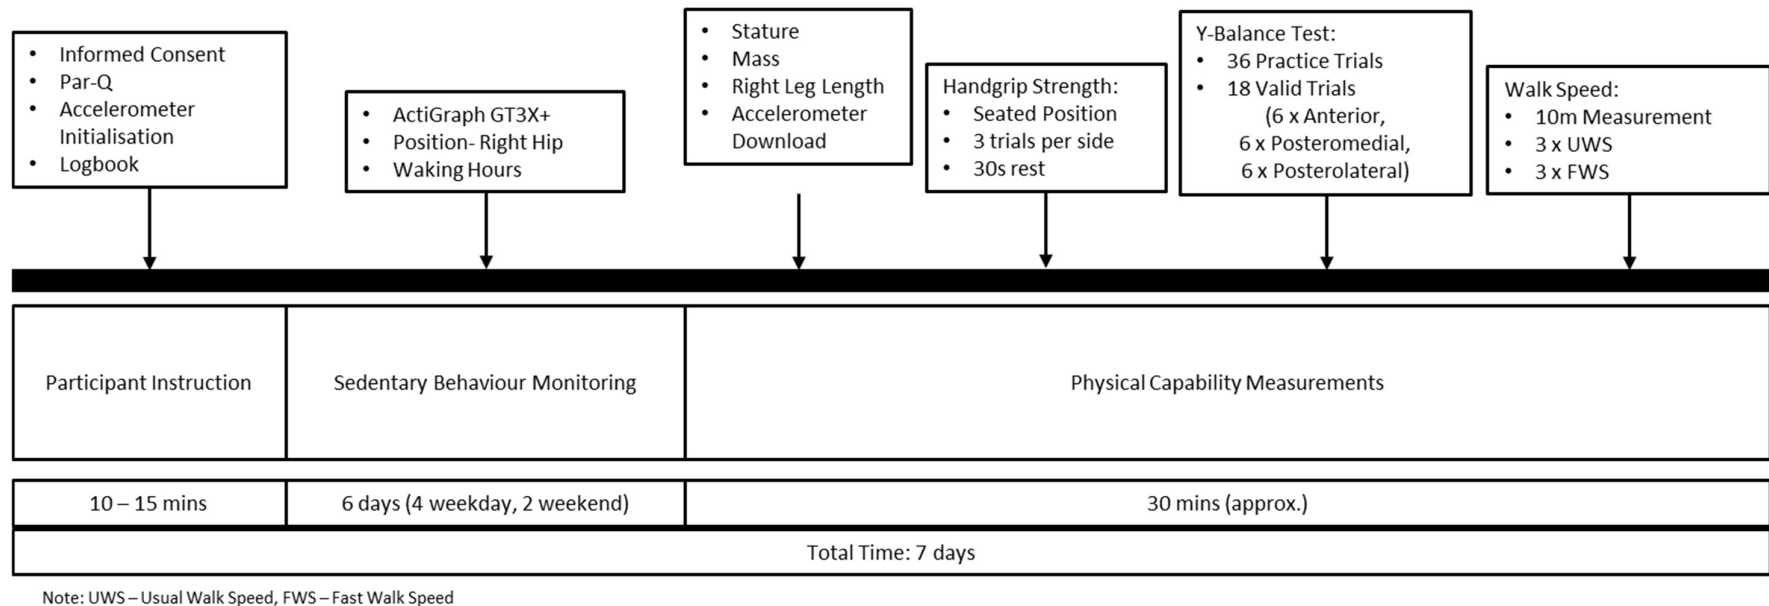 • Informed Consent
• Par-Q
• Accelerometer
Initialisation
• Logbook
• ActiGraph GT3X+
• Position- Right Hip
• Waking Hours
• Stature
• Mass
• Right Leg Length
• Accelerometer
Download
Handgrip Strength:
• Seated Position
• 3 trials per side
• 30s rest
Y-Balance Test:
• 36 Practice Trials
• 18 Valid Trials
(6 x Anterior,
6 x Posteromedial,
6 x Posterolateral)
Walk Speed:
• 10m Measurement
• 3 x UWS
• 3 x FWS
Participant Instruction
Sedentary Behaviour Monitoring
Physical Capability Measurements
10 – 15 mins
6 days (4 weekday, 2 weekend)
30 mins (approx.)
Total Time: 7 days
Note: UWS – Usual Walk Speed, FWS – Fast Walk Speed